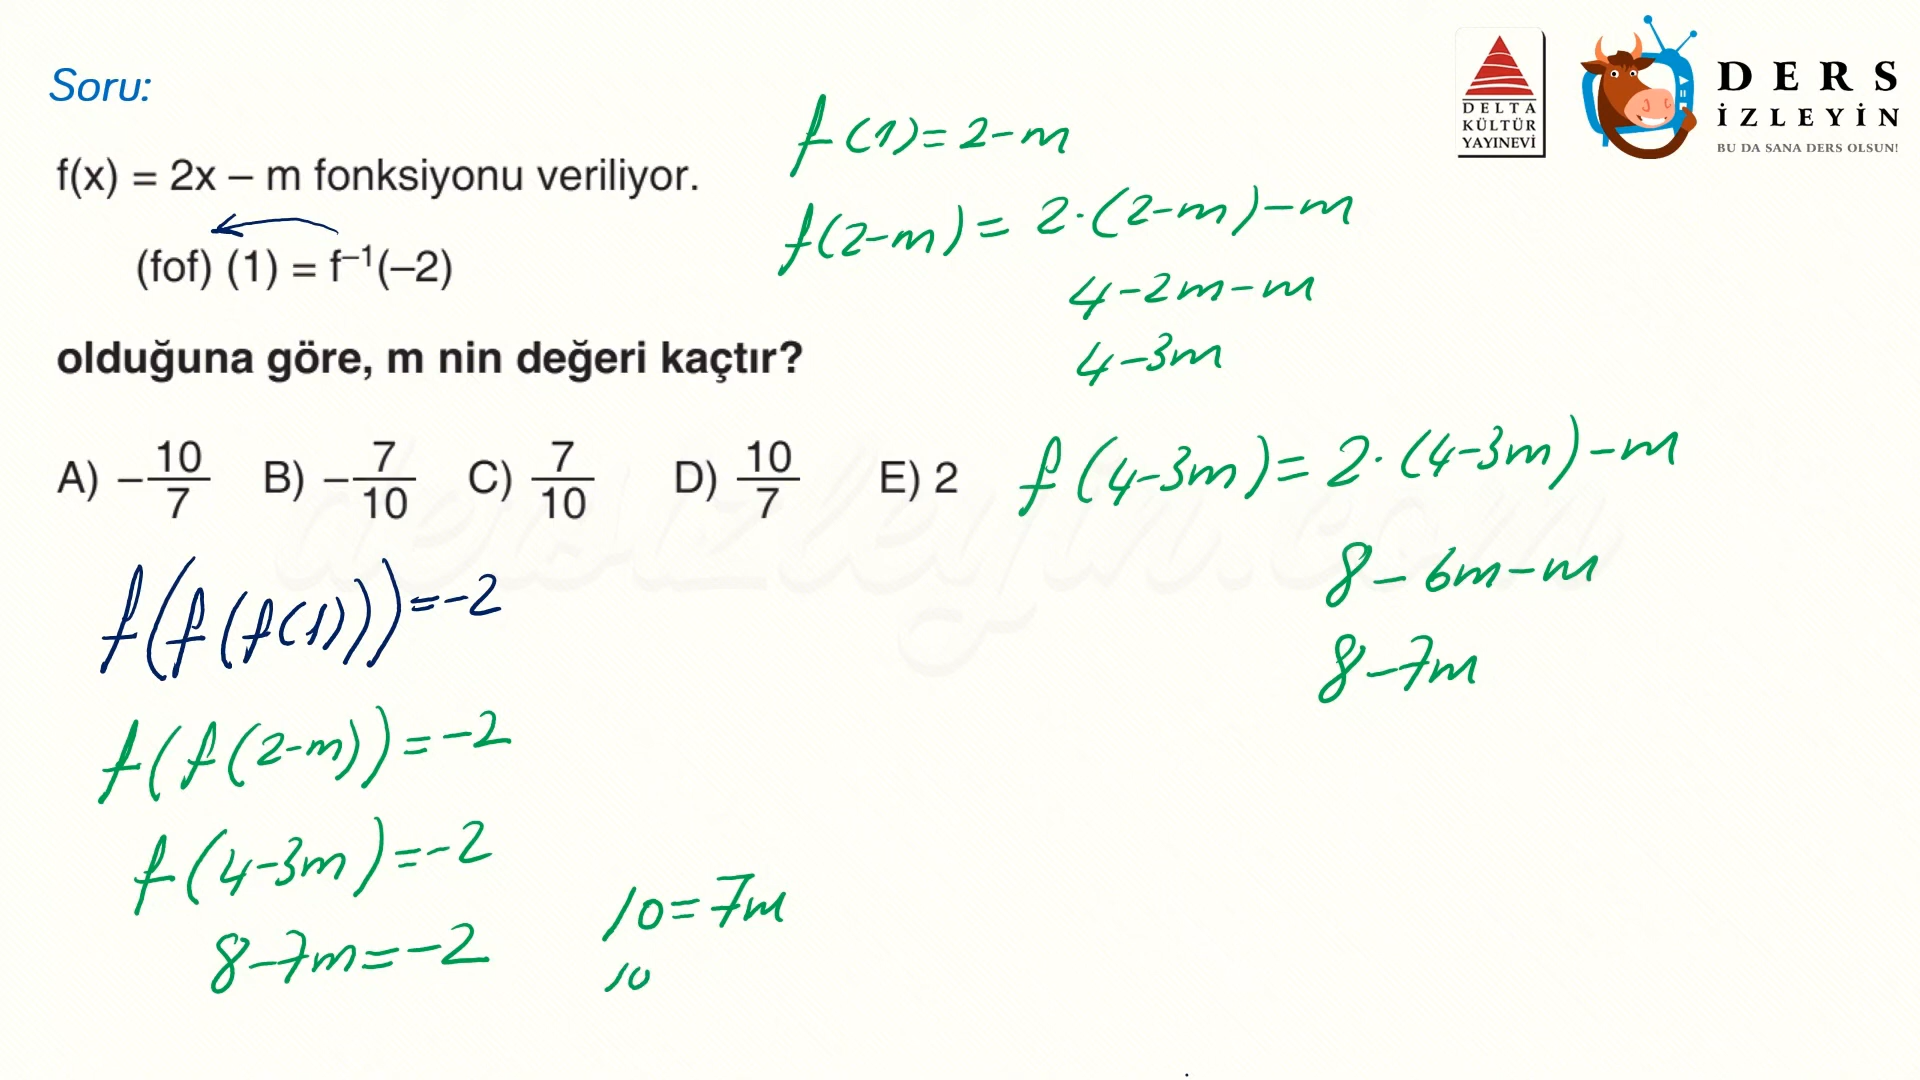 Soru:
f(x) = 2x – m fonksiyonu veriliyor.
(fof) (1) = f⁻¹(–2)
olduğuna göre, m nin değeri kaçtır?
A) –10/7 B) –7/10 C) 7/10 D) 10/7 E) 2
f(f(f(1)))=-2
f(f(2-m))=-2
f(4-3m)=-2
8-7m=-2
10=7m
10
f(1)=2-m
f(2-m)=2·(2-m)-m
4-2m-m
4-3m
f(4-3m)=2·(4-3m)-m
8-6m-m
8-7m
DELTA
KÜLTÜR
YAYINEVİ
DERS
İZLEYİN
BU DA SANA DERS OLSUN!
dersizleyin.com